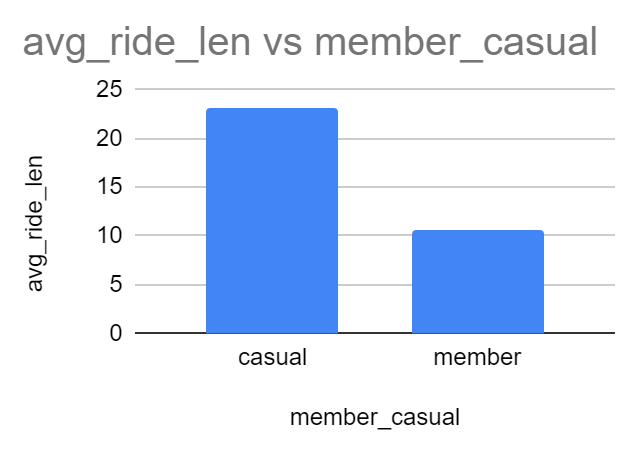 avg_ride_len vs member_casual
25
20
15
10
5
0
avg_ride_len
casual
member
member_casual